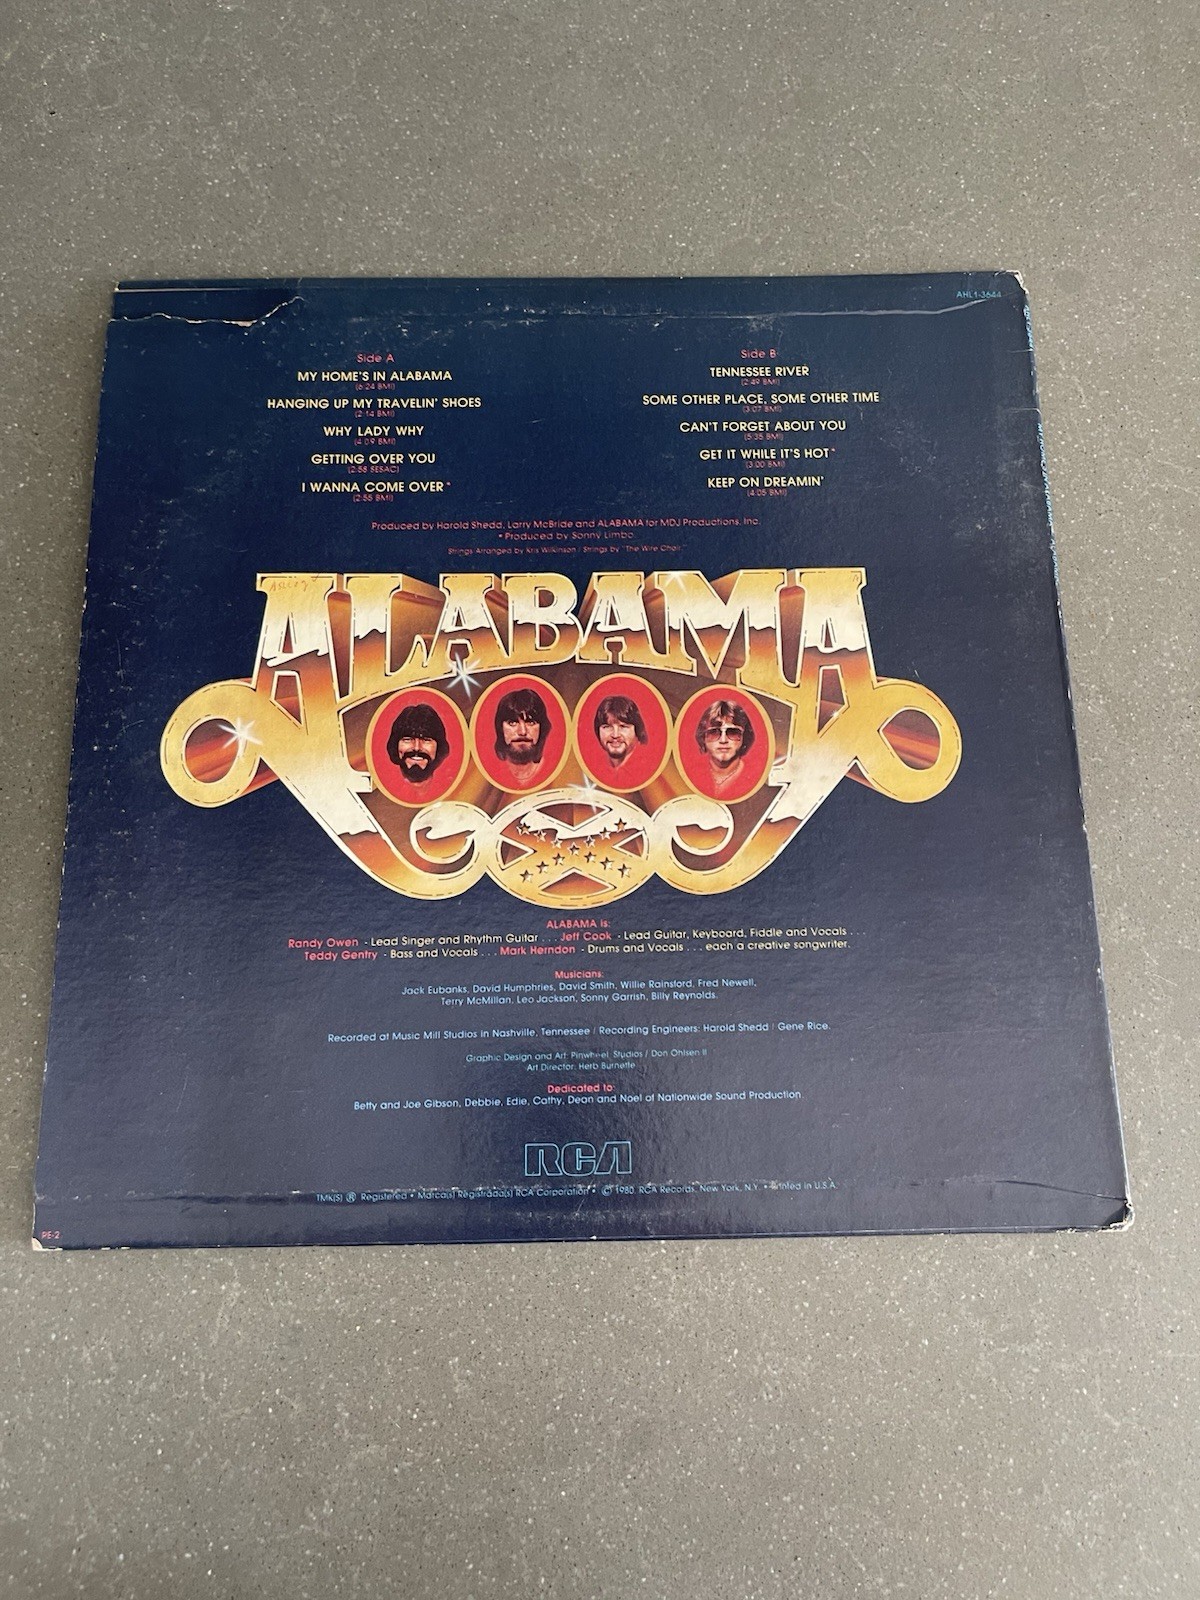 AHL1-3644
Side A
MY HOME'S IN ALABAMA
(6:24 BMI)
HANGING UP MY TRAVELIN' SHOES
(2:14 BMI)
WHY LADY WHY
(4:09 BMI)
GETTING OVER YOU
(2:58 SESAC)
I WANNA COME OVER*
(2:55 BMI)
Side B
TENNESSEE RIVER
(2:49 BMI)
SOME OTHER PLACE, SOME OTHER TIME
(3:07 BMI)
CAN'T FORGET ABOUT YOU
(5:35 BMI)
GET IT WHILE IT'S HOT*
(3:00 BMI)
KEEP ON DREAMIN'
(4:05 BMI)
Produced by Harold Shedd, Larry McBride and ALABAMA for MDJ Productions, Inc.
*Produced by Sonny Limbo.
Strings Arranged by Kris Wilkinson / Strings by "The Wire Choir."
ALABAMA
ALABAMA is:
Randy Owen - Lead Singer and Rhythm Guitar . . . Jeff Cook - Lead Guitar, Keyboard, Fiddle and Vocals . . .
Teddy Gentry - Bass and Vocals . . . Mark Herndon - Drums and Vocals . . . each a creative songwriter.
Musicians:
Jack Eubanks, David Humphries, David Smith, Willie Rainsford, Fred Newell,
Terry McMillan, Leo Jackson, Sonny Garrish, Billy Reynolds.
Recorded at Music Mill Studios in Nashville, Tennessee / Recording Engineers: Harold Shedd / Gene Rice.
Graphic Design and Art: Pinwheel Studios / Don Ohlsen II
Art Director: Herb Burnette
Dedicated to:
Betty and Joe Gibson, Debbie, Edie, Cathy, Dean and Noel of Nationwide Sound Production
RCA
TMK(S) ® Registered • Marca(s) Registrada(s) RCA Corporation • © 1980, RCA Records, New York, N.Y. • Printed in U.S.A.
RE-2